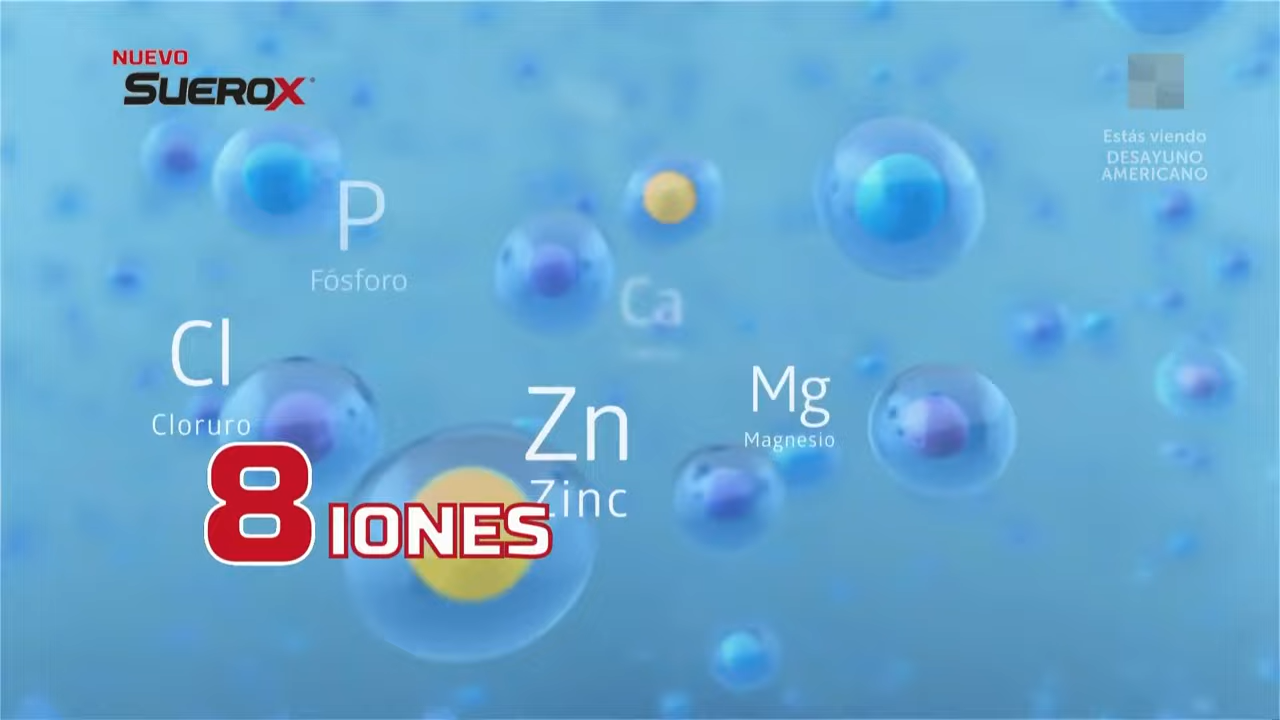 NUEVO
SUEROX
Estás viendo
DESAYUNO
AMERICANO
P
Fósforo
Ca
Cl
Cloruro
Zn
Zinc
Mg
Magnesio
8 IONES